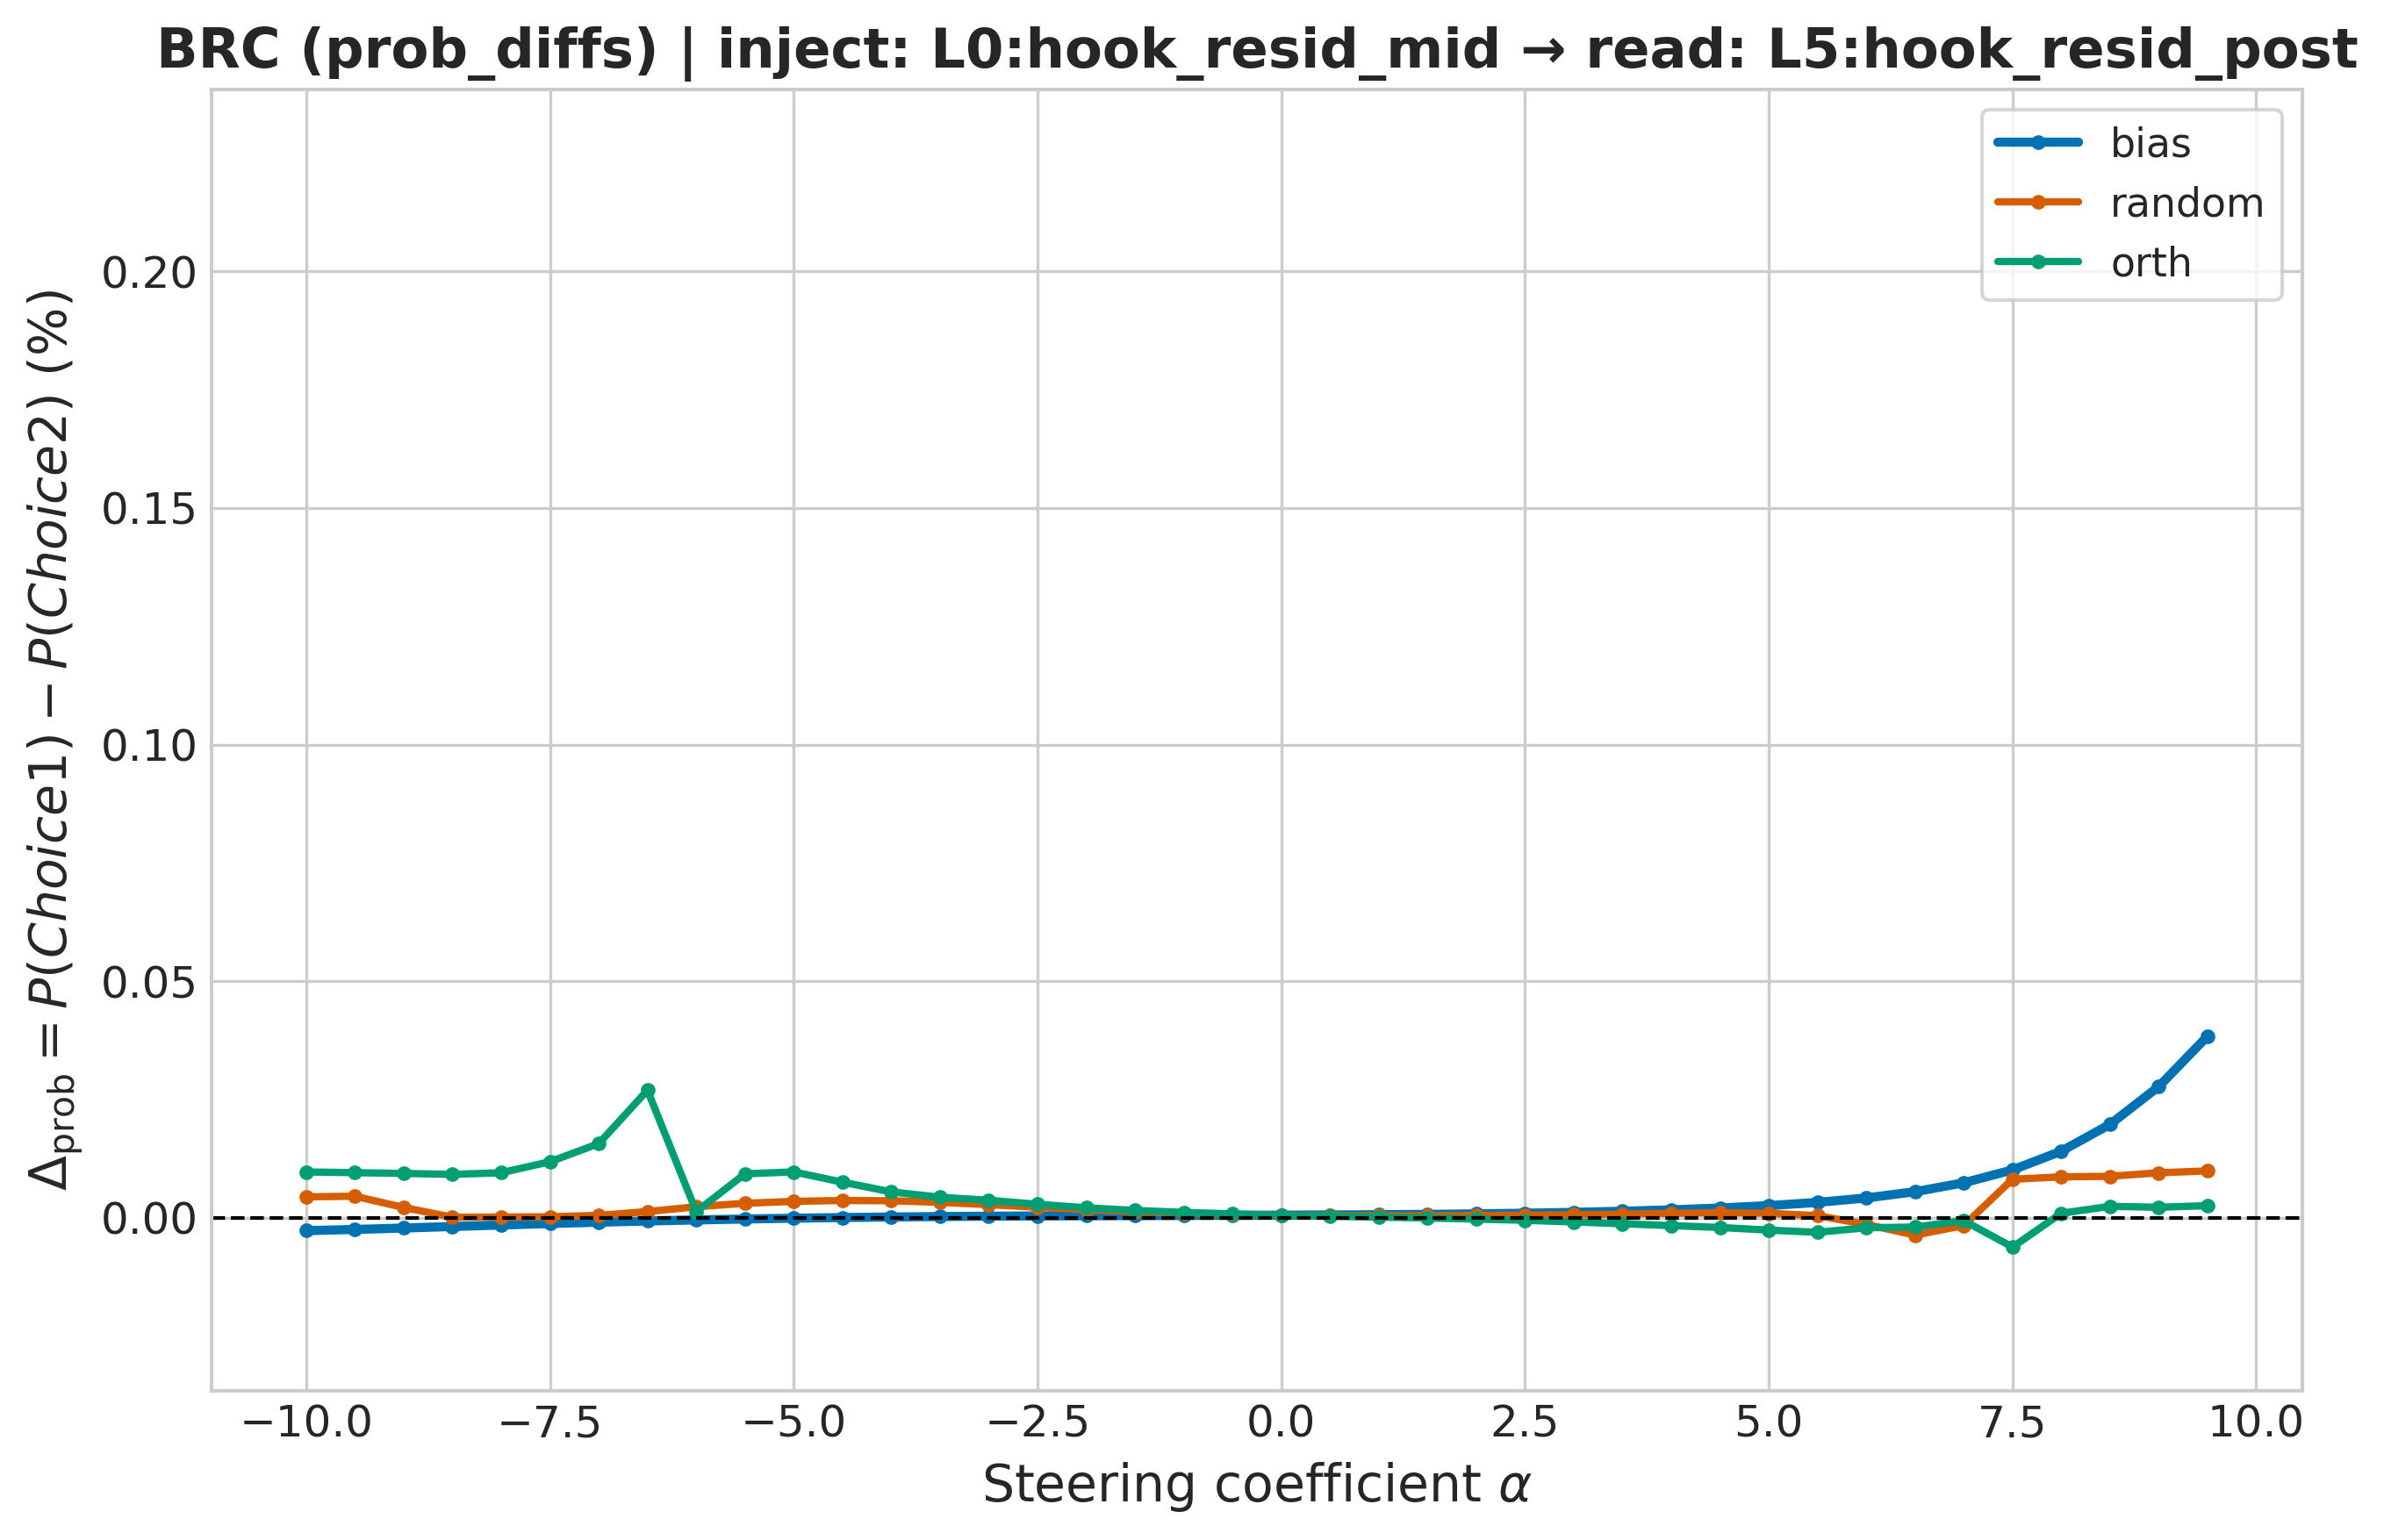 BRC (prob_diffs) | inject: L0:hook_resid_mid → read: L5:hook_resid_post
bias
random
orth
Δprob = P(Choice1) − P(Choice2) (%)
0.20
0.15
0.10
0.05
0.00
−10.0 −7.5 −5.0 −2.5 0.0 2.5 5.0 7.5 10.0
Steering coefficient α